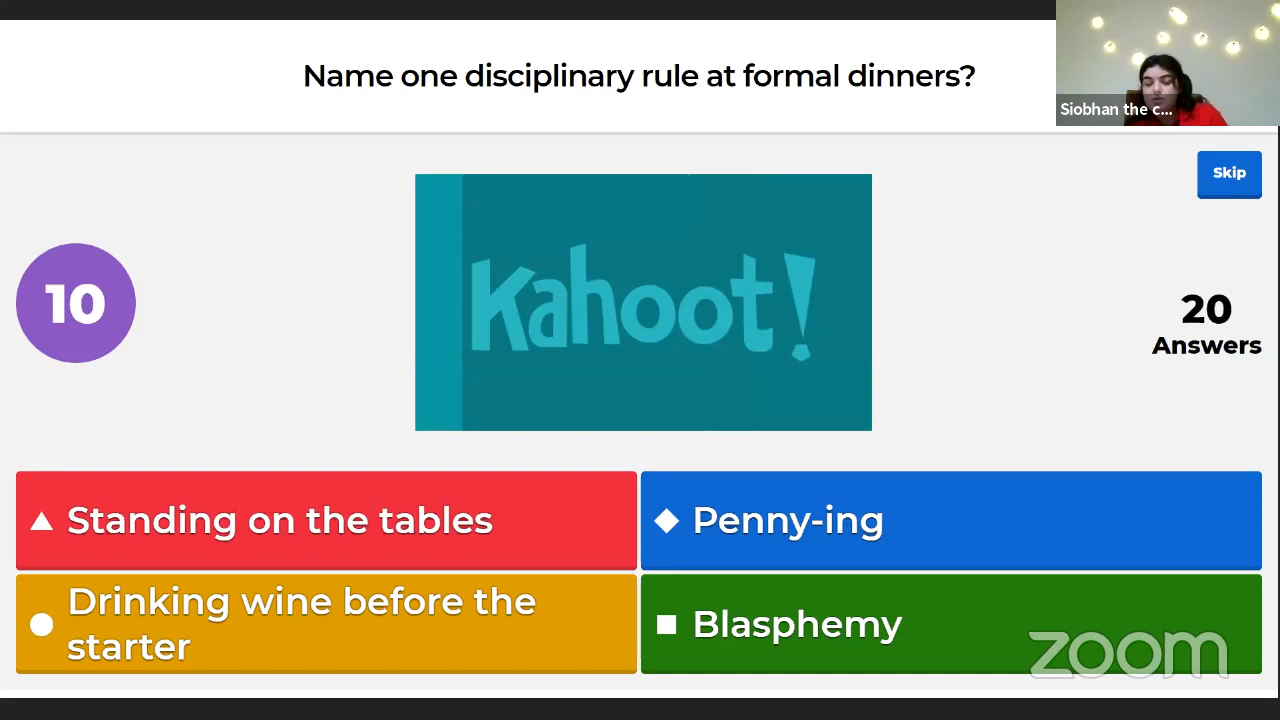 Name one disciplinary rule at formal dinners?
Siobhan the c...
Skip
10
Kahoot!
20
Answers
Standing on the tables
Penny-ing
Drinking wine before the
starter
Blasphemy
zoom